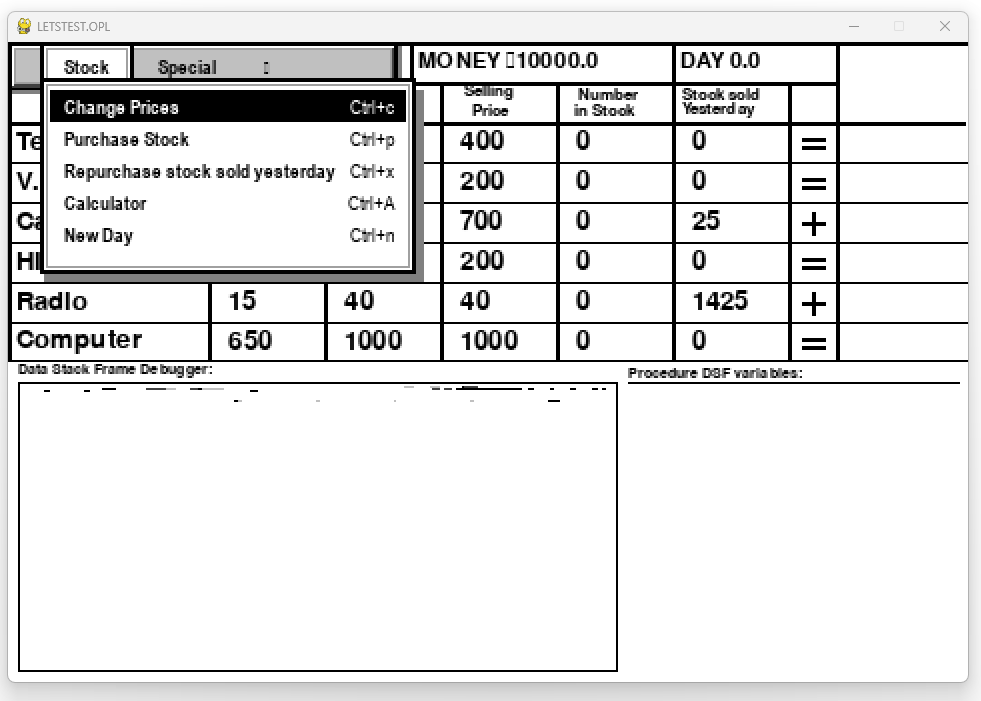 LETSTEST.OPL
Stock Special MONEY 10000.0 DAY 0.0
Selling Price Number in Stock Stock sold Yesterday
Change Prices Ctrl+c
Purchase Stock Ctrl+p
Repurchase stock sold yesterday Ctrl+x
Calculator Ctrl+A
New Day Ctrl+n
Te 400 0 0 =
V. 200 0 0 =
Ca 700 0 25 +
200 0 0 =
Radio 15 40 40 0 1425 +
Computer 650 1000 1000 0 0 =
Data Stack Frame Debugger:
Procedure DSF variables: